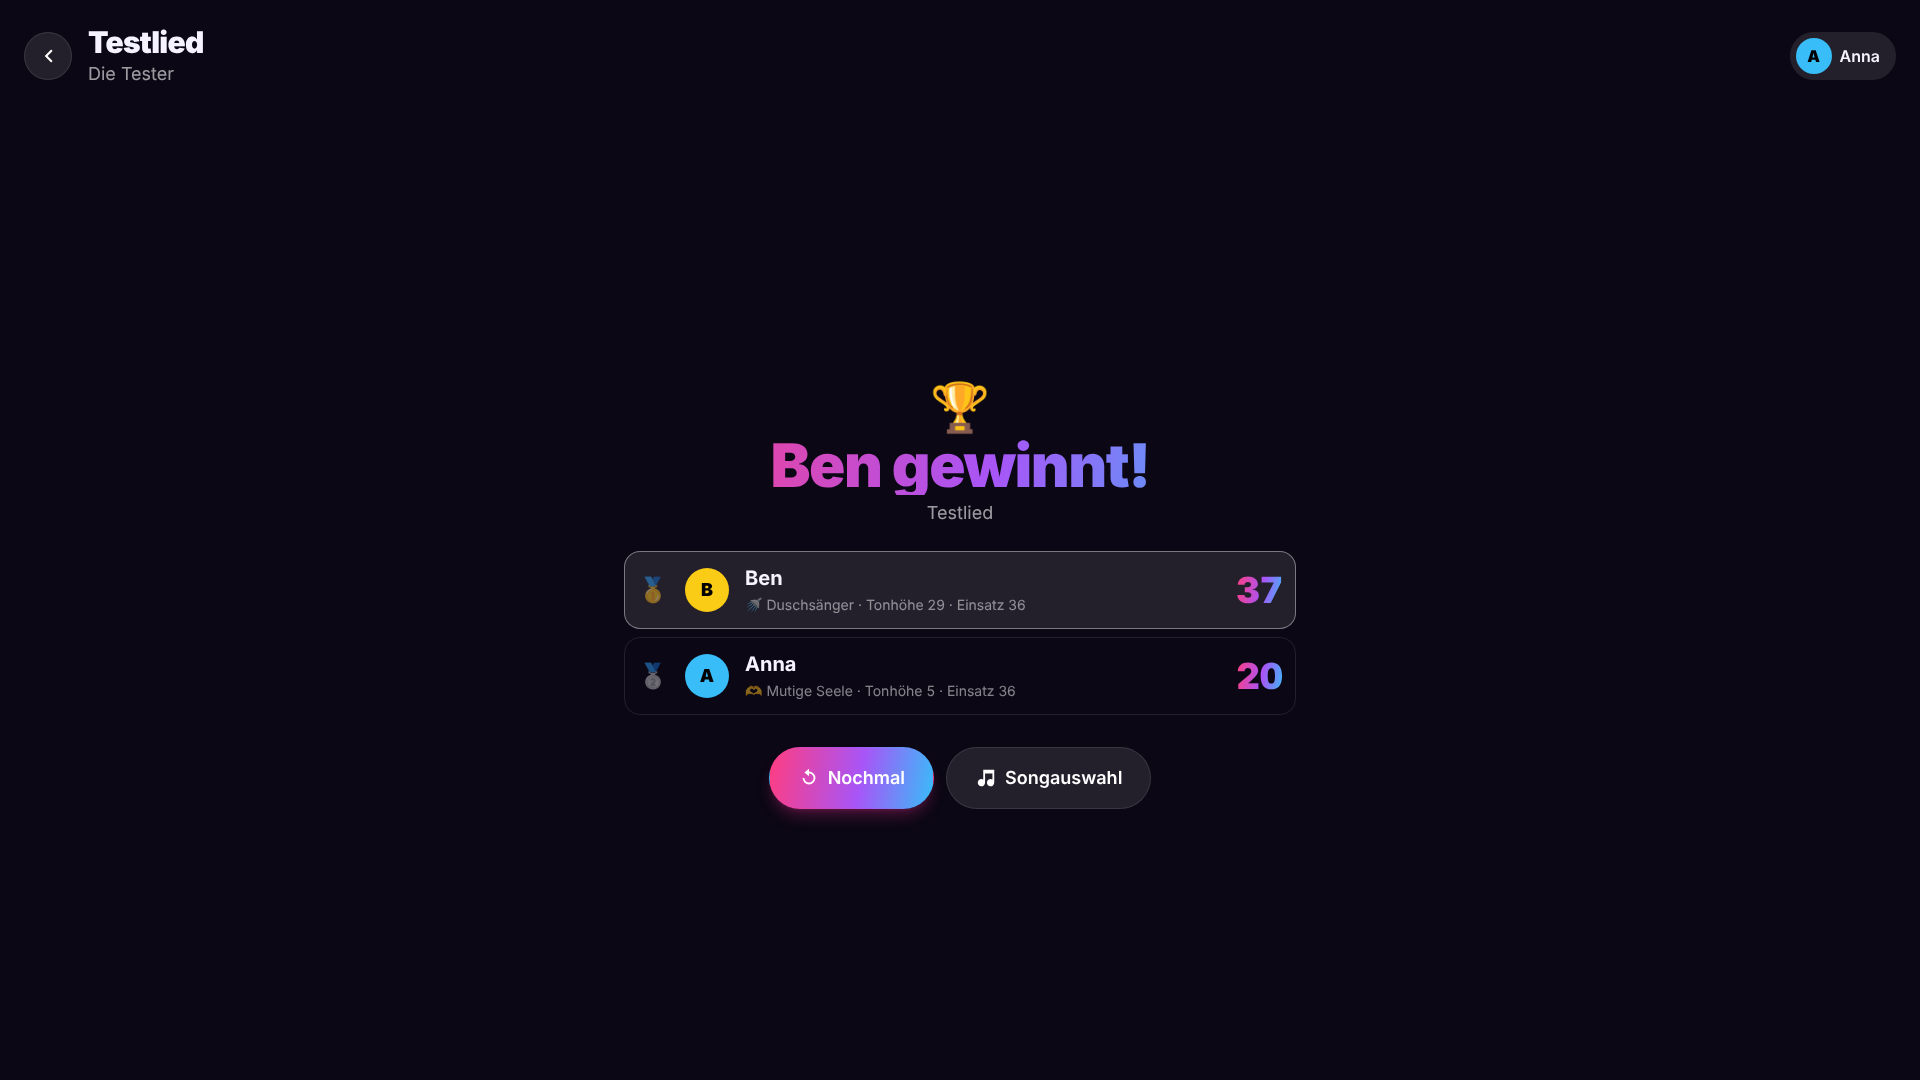 Testlied
Die Tester
A Anna
Ben gewinnt!
Testlied
B Ben 37
Duschsänger · Tonhöhe 29 · Einsatz 36
A Anna 20
Mutige Seele · Tonhöhe 5 · Einsatz 36
Nochmal
Songauswahl